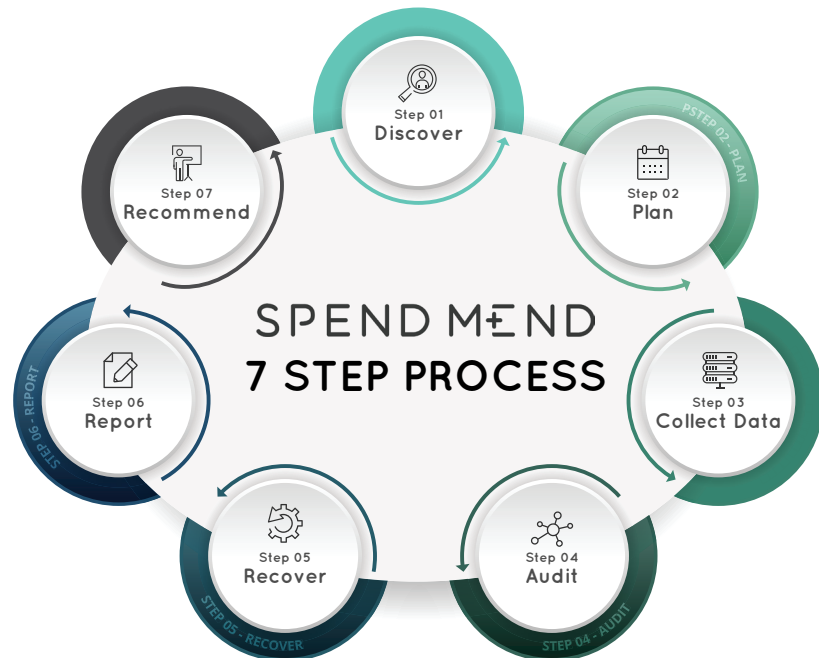 Step 01
Discover
PSTEP 02 - PLAN
Step 02
Plan
Step 03
Collect Data
Step 04
Audit
STEP 04 - AUDIT
Step 05
Recover
STEP 05 - RECOVER
Step 06
Report
STEP 06 - REPORT
Step 07
Recommend
SPEND MEND
7 STEP PROCESS